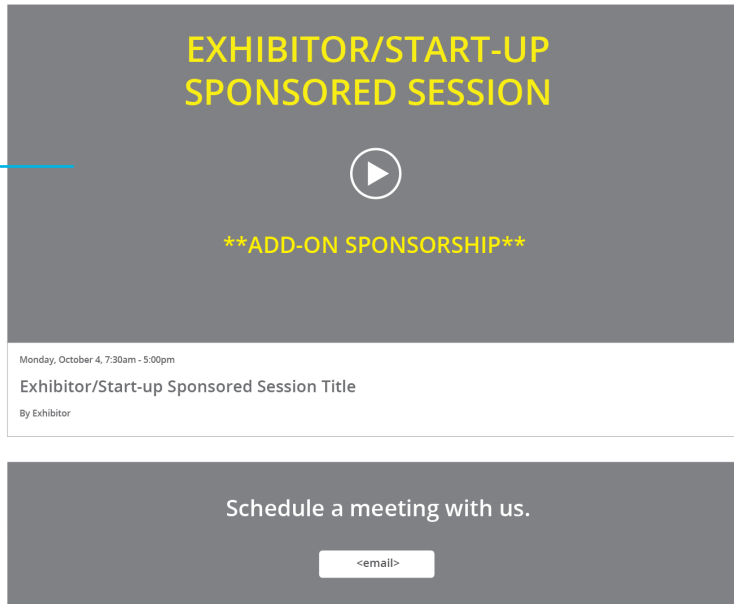 EXHIBITOR/START-UP
SPONSORED SESSION
**ADD-ON SPONSORSHIP**
Monday, October 4, 7:30am - 5:00pm
Exhibitor/Start-up Sponsored Session Title
By Exhibitor
Schedule a meeting with us.
<email>